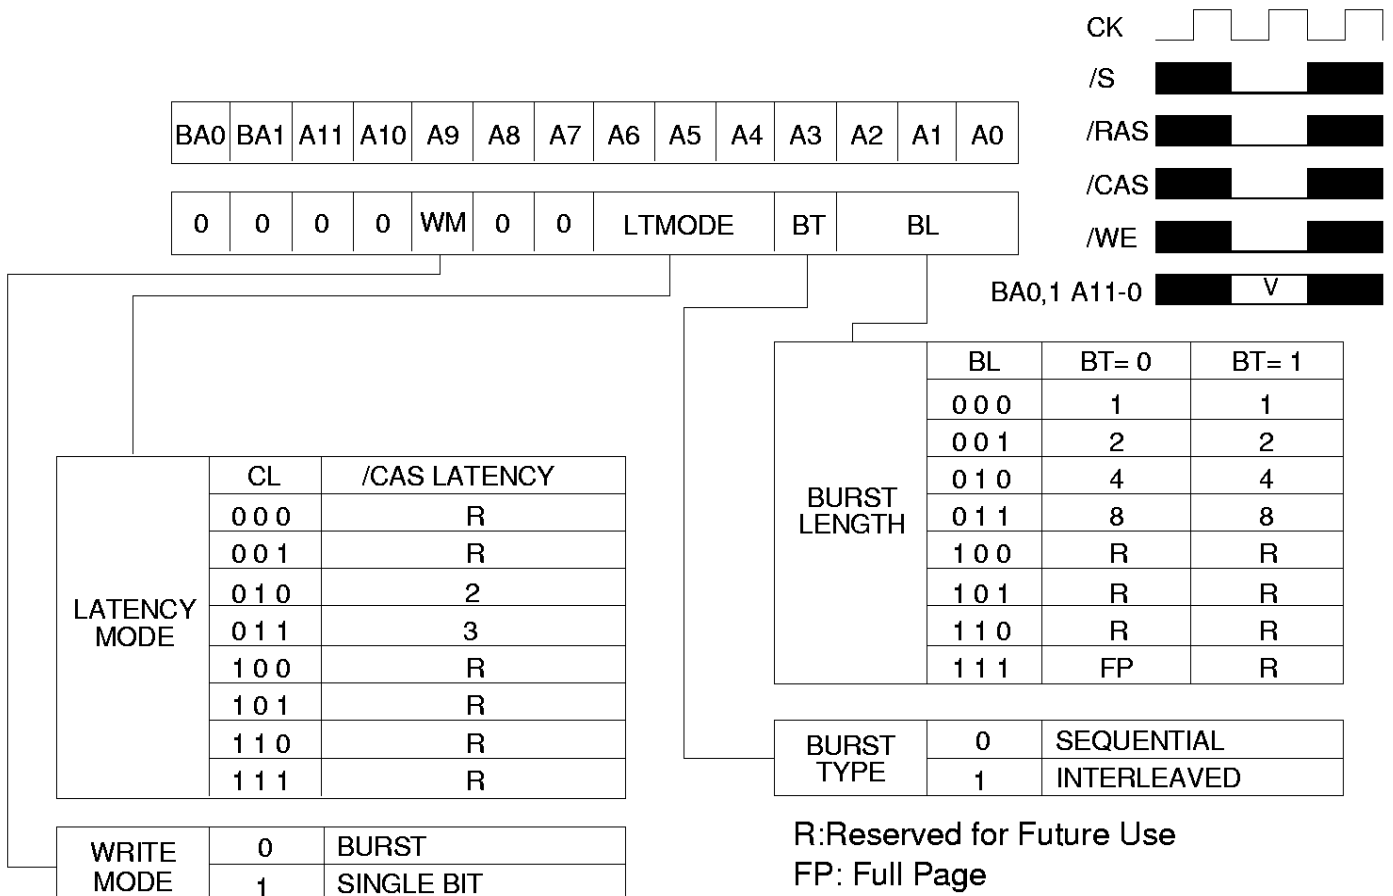 CK
/S
/RAS
/CAS
/WE
BA0,1 A11-0 V
BA0 BA1 A11 A10 A9 A8 A7 A6 A5 A4 A3 A2 A1 A0
0 0 0 0 WM 0 0 LTMODE BT BL
BL BT= 0 BT= 1
BURST
LENGTH
0 0 0 1 1
0 0 1 2 2
0 1 0 4 4
0 1 1 8 8
1 0 0 R R
1 0 1 R R
1 1 0 R R
1 1 1 FP R
CL /CAS LATENCY
LATENCY
MODE
0 0 0 R
0 0 1 R
0 1 0 2
0 1 1 3
1 0 0 R
1 0 1 R
1 1 0 R
1 1 1 R
BURST
TYPE
0 SEQUENTIAL
1 INTERLEAVED
WRITE
MODE
0 BURST
1 SINGLE BIT
R:Reserved for Future Use
FP: Full Page